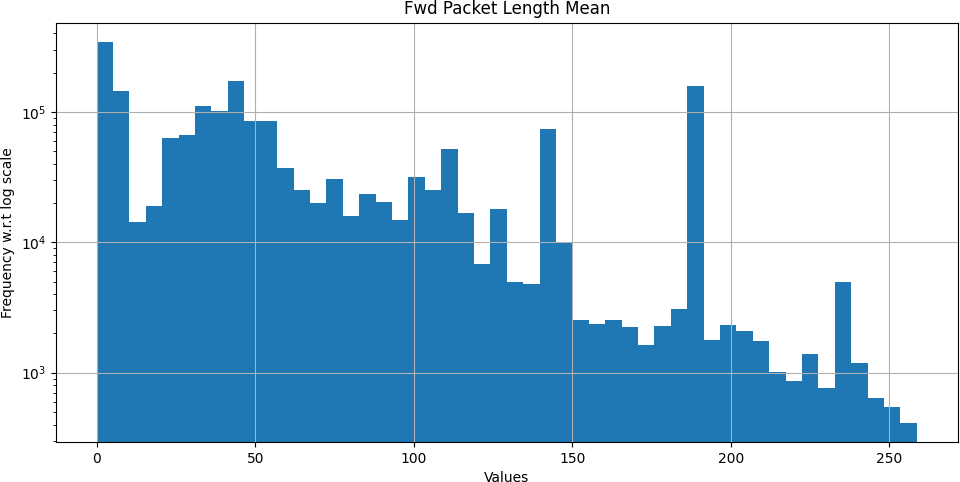 Fwd Packet Length Mean
Frequency w.r.t log scale
10^5
10^4
10^3
0 50 100 150 200 250
Values